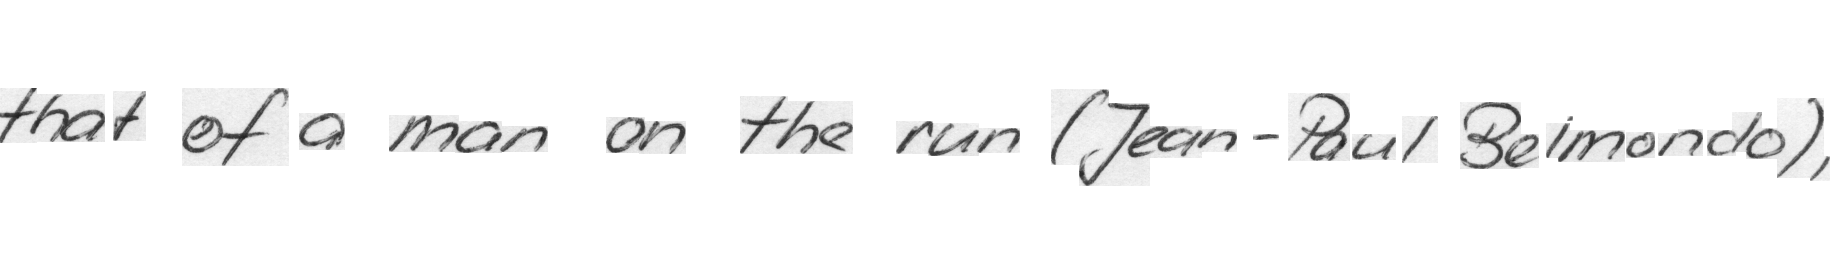 that of a man on the run (Jean-Paul Belmondo),